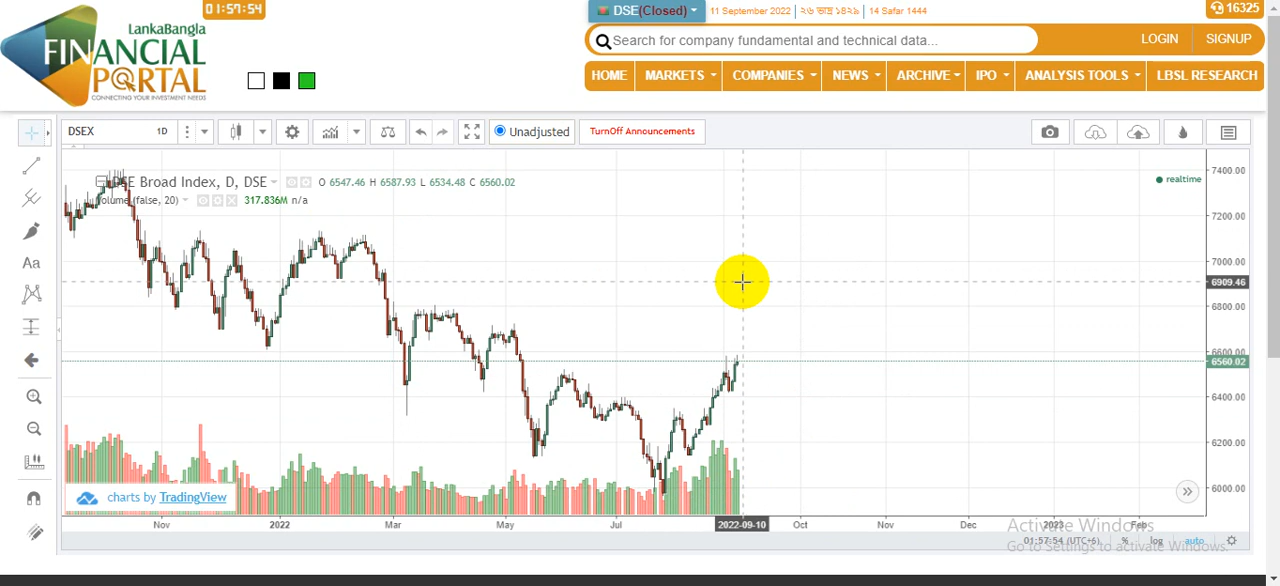 01:57:54
LankaBangla
FINANCIAL
PORTAL
CONNECTING YOUR INVESTMENT NEEDS
DSE(Closed)
11 September 2022
২৬ ভাদ্র ১৪২৯
14 Safar 1444
16325
Search for company fundamental and technical data...
LOGIN
SIGNUP
HOME
MARKETS
COMPANIES
NEWS
ARCHIVE
IPO
ANALYSIS TOOLS
LBSL RESEARCH
DSEX
1D
Unadjusted
TurnOff Announcements
DSE Broad Index, D, DSE
O 6547.46 H 6587.93 L 6534.48 C 6560.02
Volume (false, 20)
317.836M n/a
realtime
Aa
7400.00
7200.00
7000.00
6909.46
6800.00
6600.00
6560.02
6400.00
6200.00
6000.00
charts by TradingView
Nov
2022
Mar
May
Jul
2022-09-10
Oct
Nov
Dec
2023
Feb
01:57:54 (UTC+6)
%
log
auto
Activate Windows
Go to Settings to activate Windows.